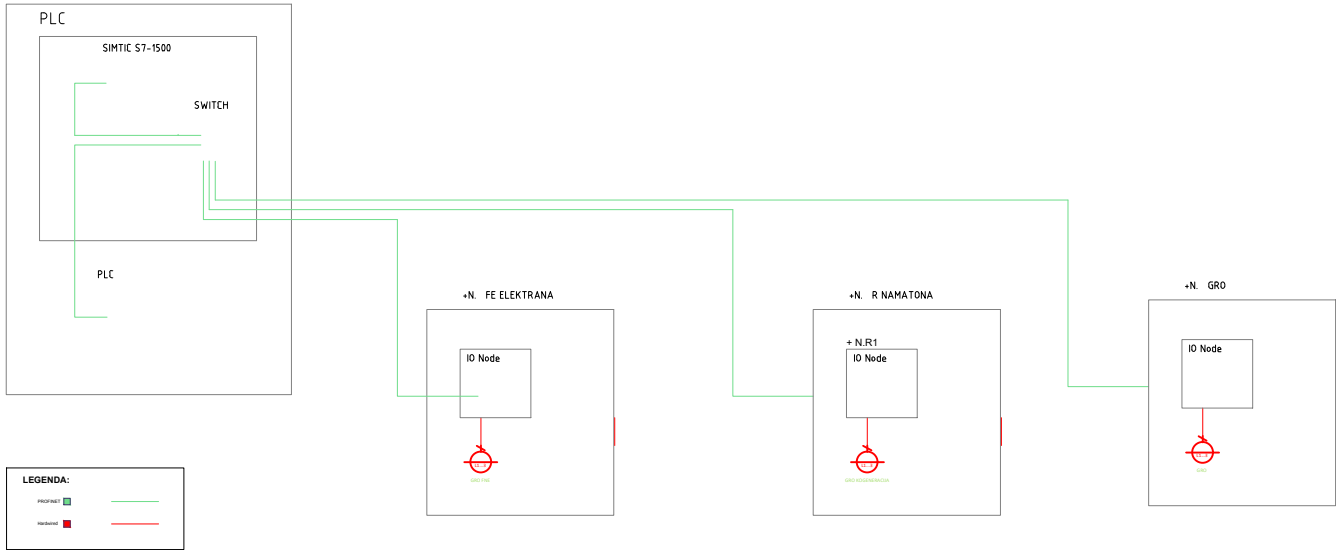 PLC
SIMTIC S7-1500
SWITCH
PLC
+N. FE ELEKTRANA
IO Node
+N. R NAMATONA
+ N.R1
IO Node
+N. GRO
IO Node
GRO
LEGENDA:
PROFINET
Hardwired